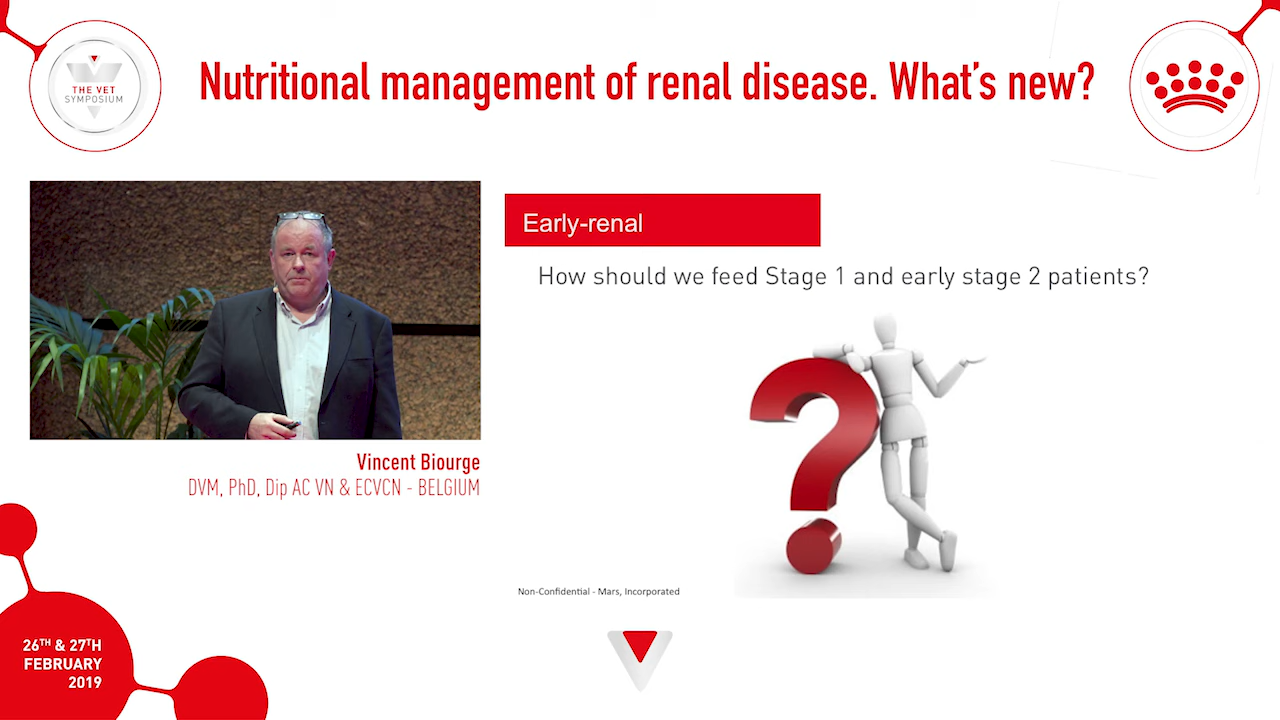 THE VET
SYMPOSIUM
Nutritional management of renal disease. What's new?
Early-renal
How should we feed Stage 1 and early stage 2 patients?
?
Vincent Biourge
DVM, PhD, Dip AC VN & ECVCN - BELGIUM
Non-Confidential - Mars, Incorporated
26TH & 27TH
FEBRUARY
2019